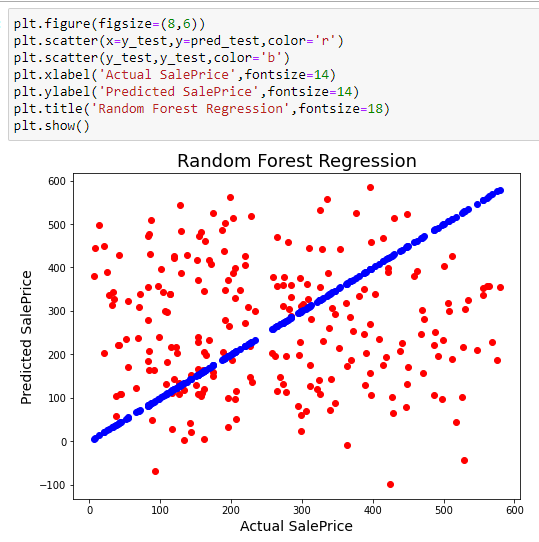 plt.figure(figsize=(8,6))
plt.scatter(x=y_test,y=pred_test,color='r')
plt.scatter(y_test,y_test,color='b')
plt.xlabel('Actual SalePrice',fontsize=14)
plt.ylabel('Predicted SalePrice',fontsize=14)
plt.title('Random Forest Regression',fontsize=18)
plt.show()
Random Forest Regression
Predicted SalePrice
600
500
400
300
200
100
0
−100
0 100 200 300 400 500 600
Actual SalePrice